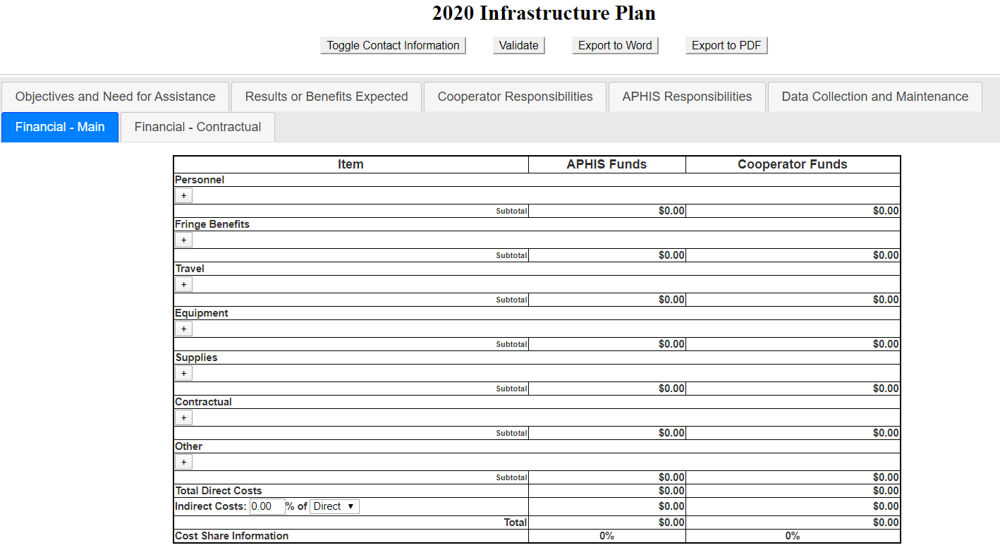 2020 Infrastructure Plan
Toggle Contact Information Validate Export to Word Export to PDF
Objectives and Need for Assistance Results or Benefits Expected Cooperator Responsibilities APHIS Responsibilities Data Collection and Maintenance
Financial - Main Financial - Contractual
Item APHIS Funds Cooperator Funds
Personnel
+
Subtotal $0.00 $0.00
Fringe Benefits
+
Subtotal $0.00 $0.00
Travel
+
Subtotal $0.00 $0.00
Equipment
+
Subtotal $0.00 $0.00
Supplies
+
Subtotal $0.00 $0.00
Contractual
+
Subtotal $0.00 $0.00
Other
+
Subtotal $0.00 $0.00
Total Direct Costs $0.00 $0.00
Indirect Costs: 0.00 % of Direct ▼ $0.00 $0.00
Total $0.00 $0.00
Cost Share Information 0% 0%